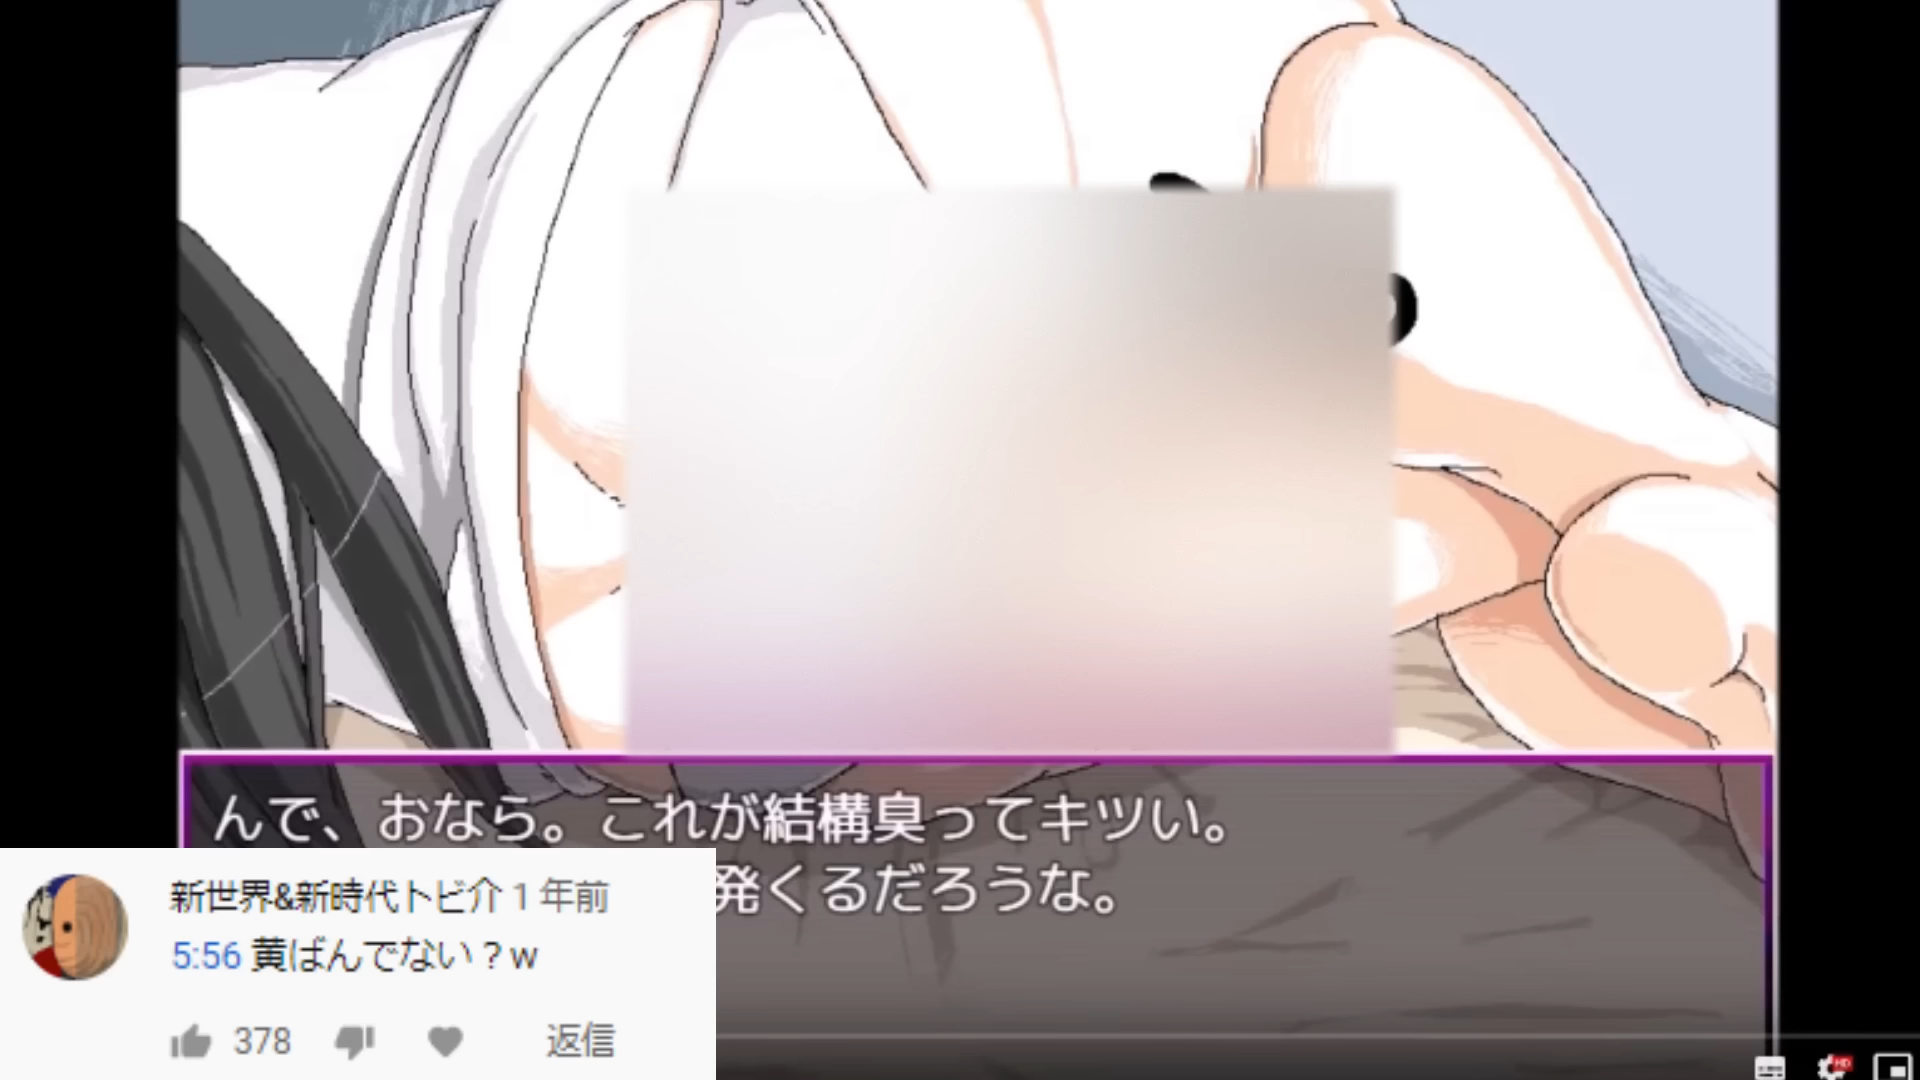 んで、おなら。これが結構臭ってキツい。
発くるだろうな。
新世界&新時代トビ介 1 年前
5:56 黄ばんでない？w
378
返信
HD